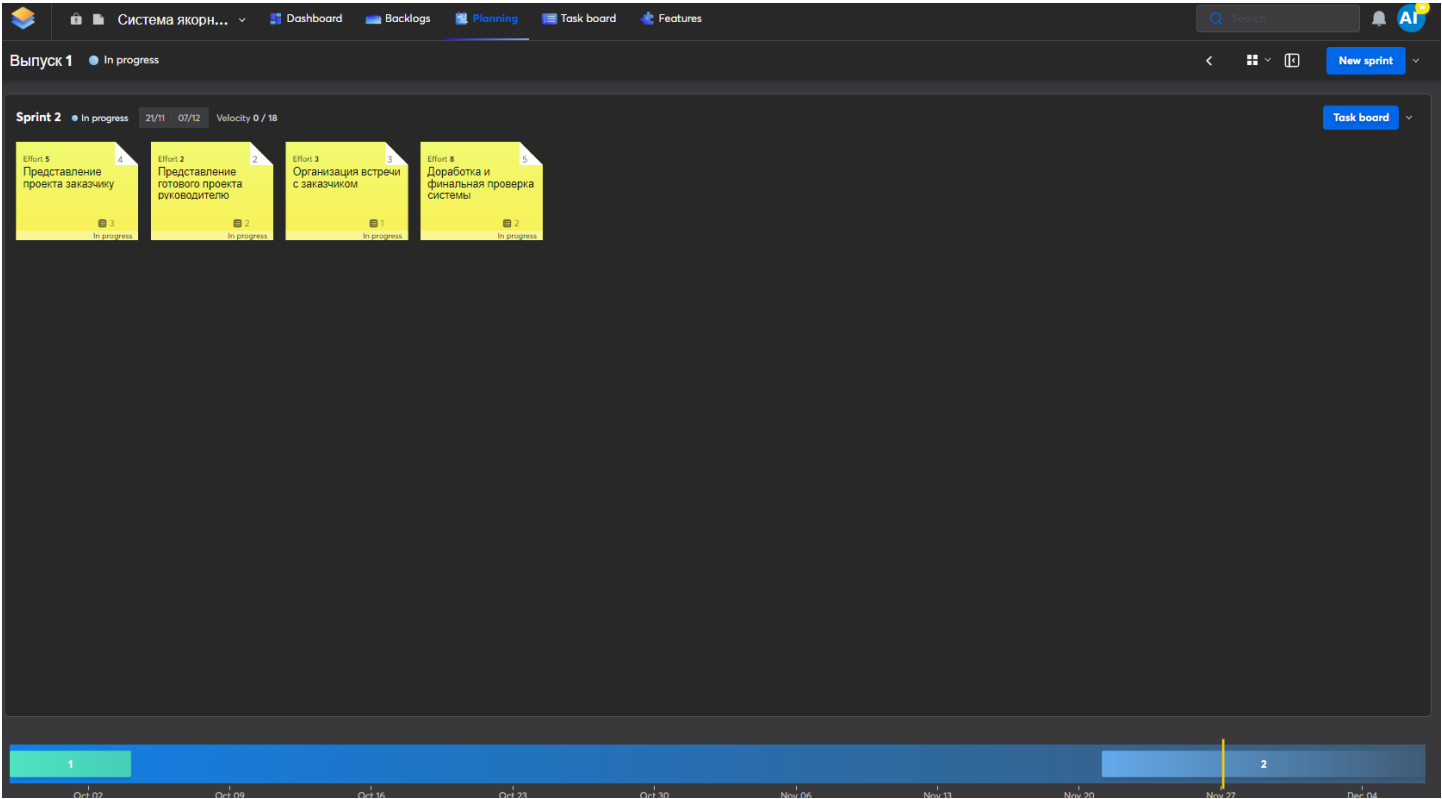 Система якорн...
Dashboard
Backlogs
Planning
Task board
Features
Search
AI
Выпуск 1
In progress
New sprint
Sprint 2
In progress
21/11
07/12
Velocity 0 / 18
Task board
Effort 5
4
Представление
проекта заказчику
3
In progress
Effort 2
2
Представление
готового проекта
руководителю
2
In progress
Effort 3
3
Организация встречи
с заказчиком
1
In progress
Effort 8
5
Доработка и
финальная проверка
системы
2
In progress
1
2
Oct 02
Oct 09
Oct 16
Oct 23
Oct 30
Nov 06
Nov 13
Nov 20
Nov 27
Dec 04